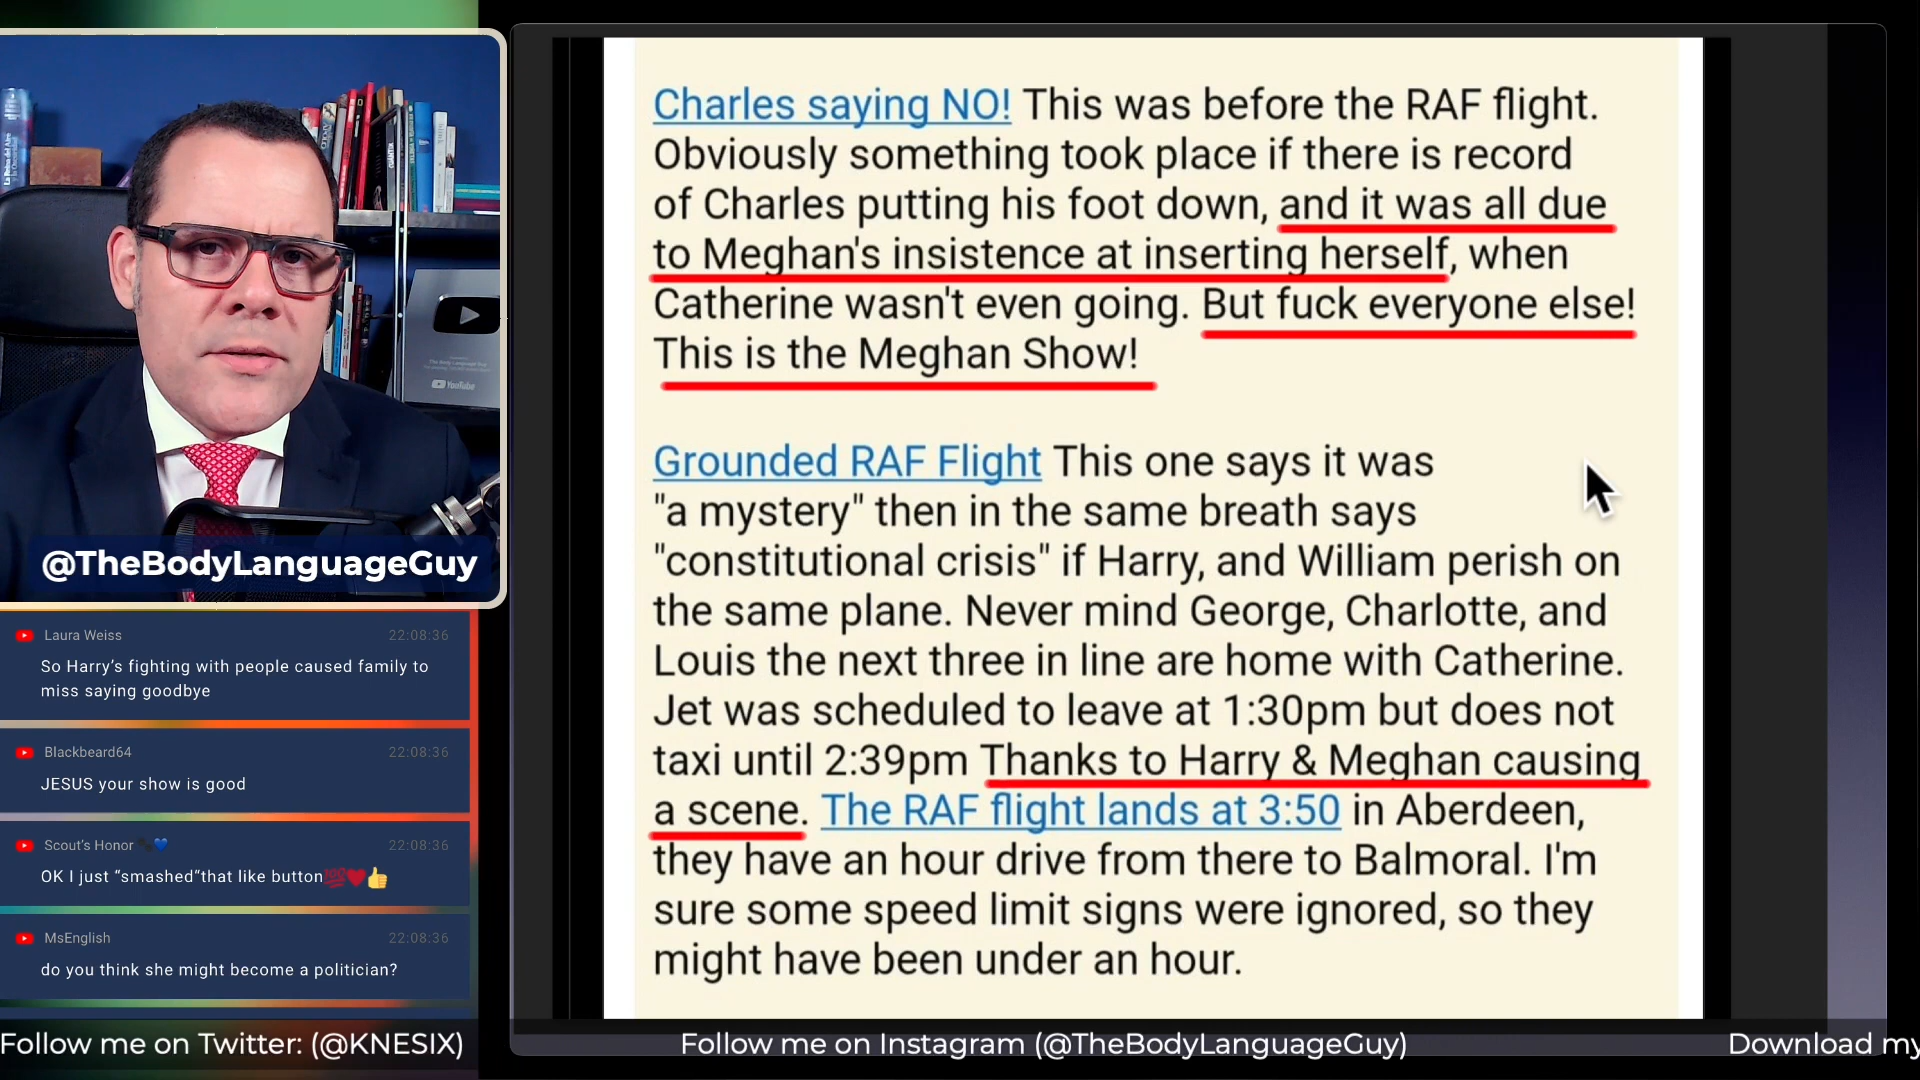 @TheBodyLanguageGuy
YouTube
Laura Weiss 22:08:36
So Harry's fighting with people caused family to
miss saying goodbye
Blackbeard64 22:08:36
JESUS your show is good
Scout's Honor 🐾💙 22:08:36
OK I just “smashed“that like button💯❤️👍
MsEnglish 22:08:36
do you think she might become a politician?
Charles saying NO! This was before the RAF flight.
Obviously something took place if there is record
of Charles putting his foot down, and it was all due
to Meghan's insistence at inserting herself, when
Catherine wasn't even going. But fuck everyone else!
This is the Meghan Show!
Grounded RAF Flight This one says it was
"a mystery" then in the same breath says
"constitutional crisis" if Harry, and William perish on
the same plane. Never mind George, Charlotte, and
Louis the next three in line are home with Catherine.
Jet was scheduled to leave at 1:30pm but does not
taxi until 2:39pm Thanks to Harry & Meghan causing
a scene. The RAF flight lands at 3:50 in Aberdeen,
they have an hour drive from there to Balmoral. I'm
sure some speed limit signs were ignored, so they
might have been under an hour.
Follow me on Twitter: (@KNESIX) Follow me on Instagram (@TheBodyLanguageGuy) Download my